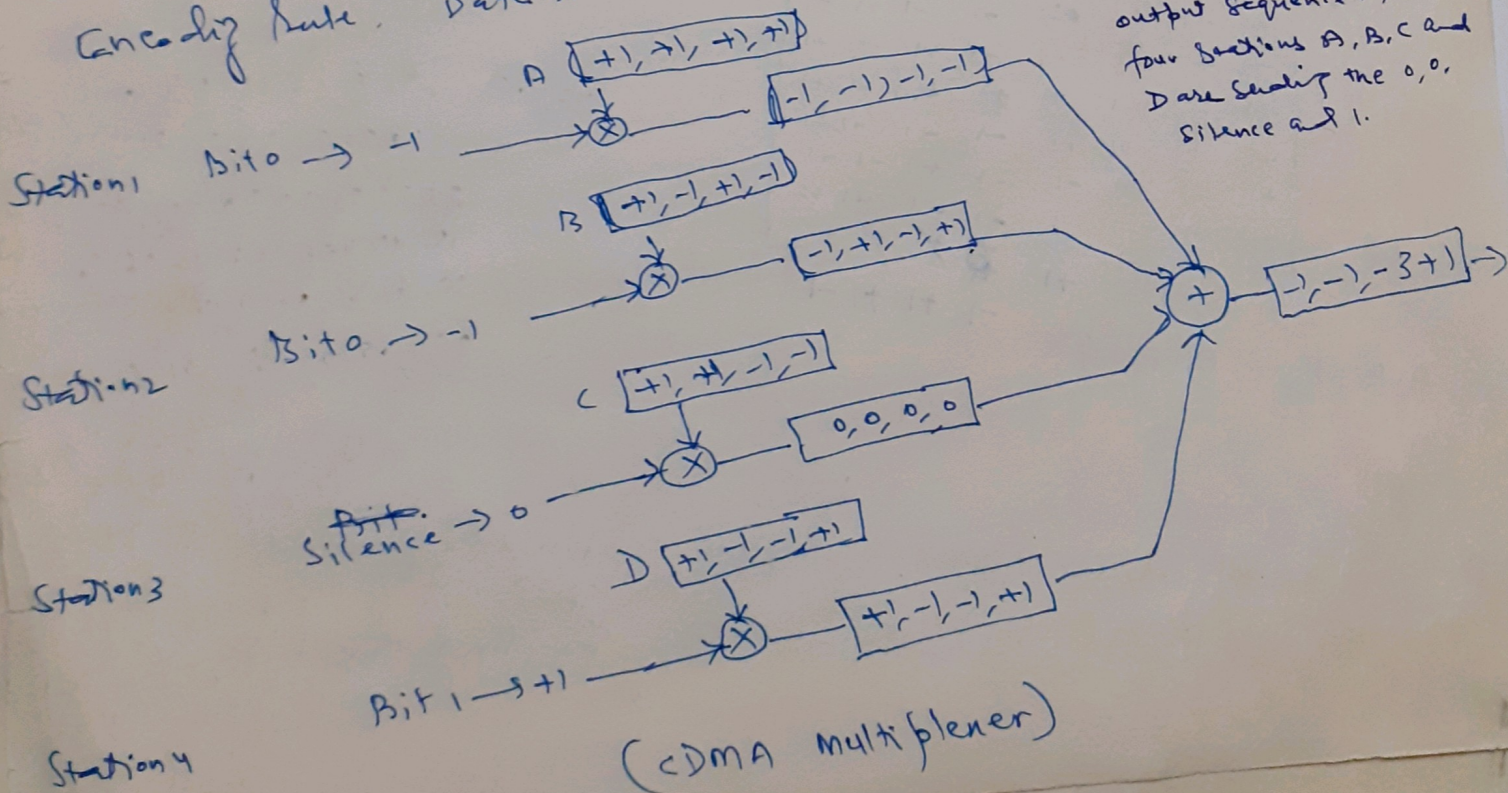 Encoding Rule.
output
four stations A, B, C and
D are sending the 0, 0,
silence and 1.
A [+1, +1, +1, +1]
[-1, -1, -1, -1]
Station 1 Bit 0 → -1
B [+1, -1, +1, -1]
[-1, +1, -1, +1]
Station 2 Bit 0 → -1
+
[-1, -1, -3 +1] →
C [+1, +1, -1, -1]
0, 0, 0, 0
Station 3 Silence → 0
D [+1, -1, -1, +1]
+1, -1, -1, +1
Station 4 Bit 1 → +1
(CDMA Multiplexer)